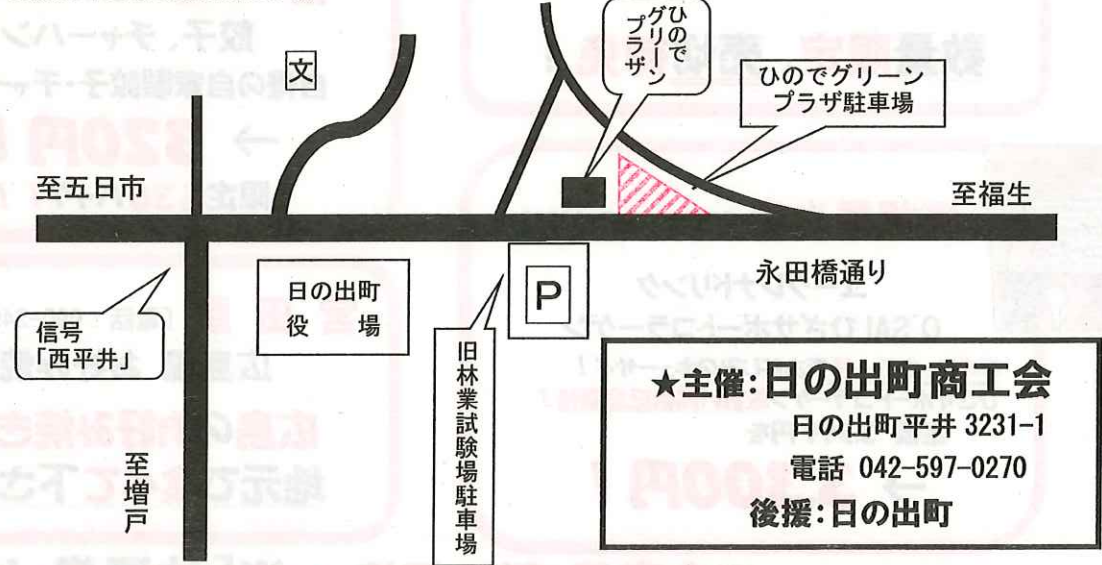 ひので
グリーン
プラザ
文
ひのでグリーン
プラザ駐車場
至五日市
至福生
永田橋通り
日の出町
役　場
P
信号
「西平井」
旧林業試験場駐車場
至増戸
★主催:日の出町商工会
日の出町平井 3231-1
電話 042-597-0270
後援:日の出町